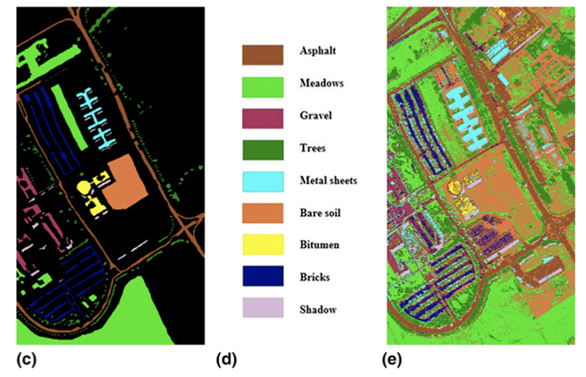 Asphalt
Meadows
Gravel
Trees
Metal sheets
Bare soil
Bitumen
Bricks
Shadow
(c)
(d)
(e)